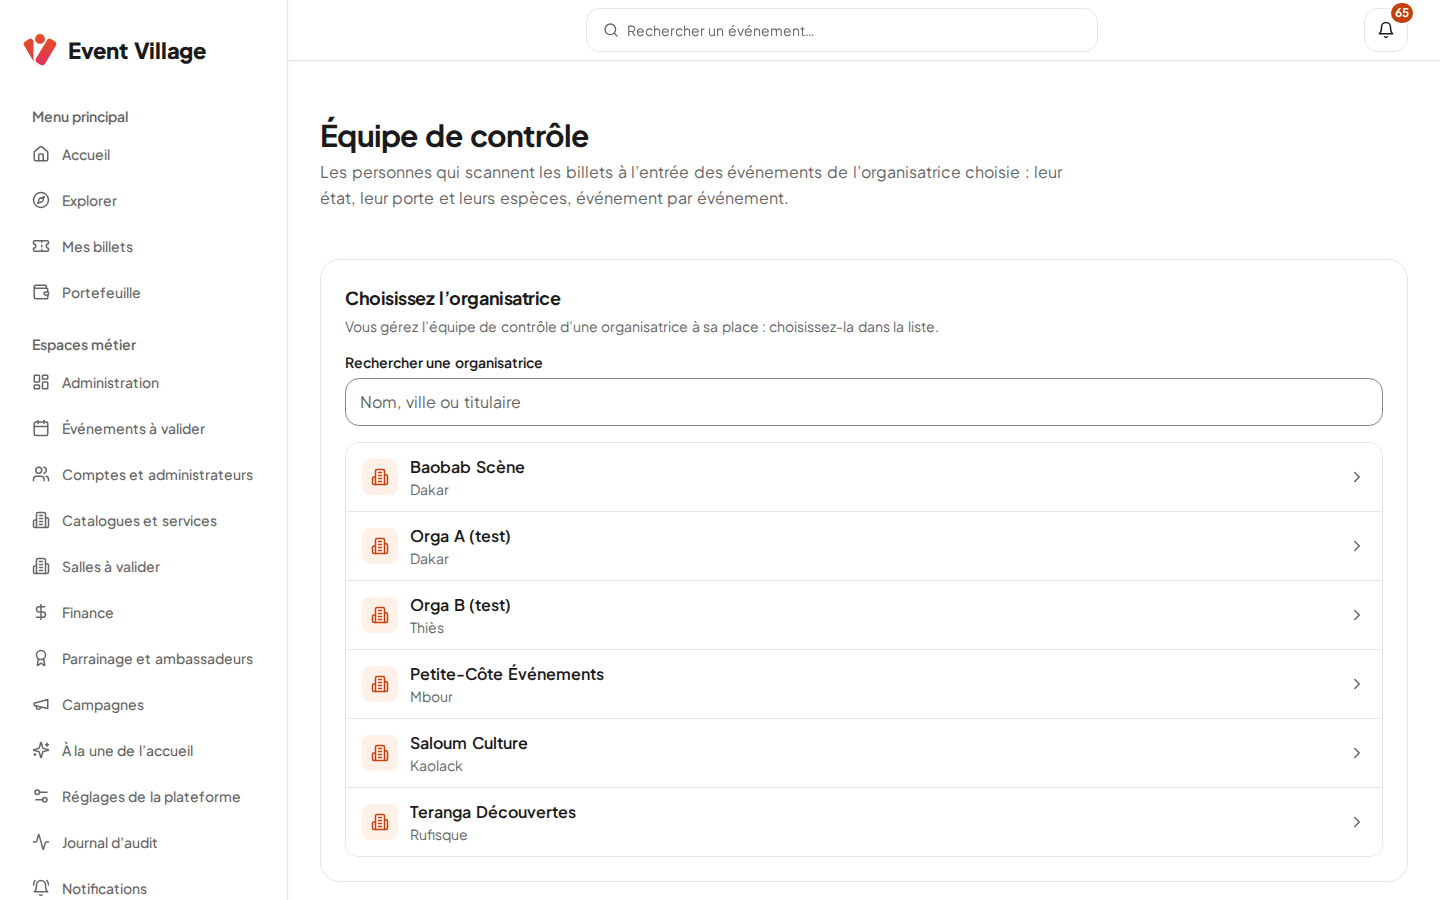 Event Village
Rechercher un événement…
65
Menu principal
Accueil
Explorer
Mes billets
Portefeuille
Espaces métier
Administration
Événements à valider
Comptes et administrateurs
Catalogues et services
Salles à valider
Finance
Parrainage et ambassadeurs
Campagnes
À la une de l’accueil
Réglages de la plateforme
Journal d’audit
Notifications
Équipe de contrôle
Les personnes qui scannent les billets à l’entrée des événements de l’organisatrice choisie : leur
état, leur porte et leurs espèces, événement par événement.
Choisissez l’organisatrice
Vous gérez l’équipe de contrôle d’une organisatrice à sa place : choisissez-la dans la liste.
Rechercher une organisatrice
Nom, ville ou titulaire
Baobab Scène
Dakar
Orga A (test)
Dakar
Orga B (test)
Thiès
Petite-Côte Événements
Mbour
Saloum Culture
Kaolack
Teranga Découvertes
Rufisque